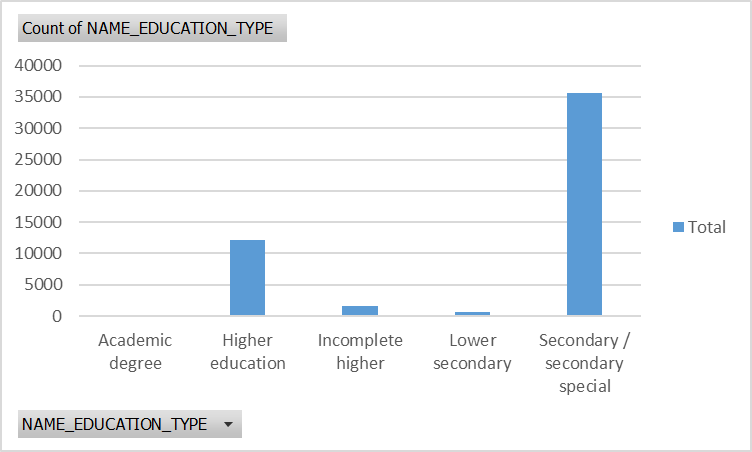 Count of NAME_EDUCATION_TYPE
40000
35000
30000
25000
20000
15000
10000
5000
0
Academic
degree
Higher
education
Incomplete
higher
Lower
secondary
Secondary /
secondary
special
Total
NAME_EDUCATION_TYPE